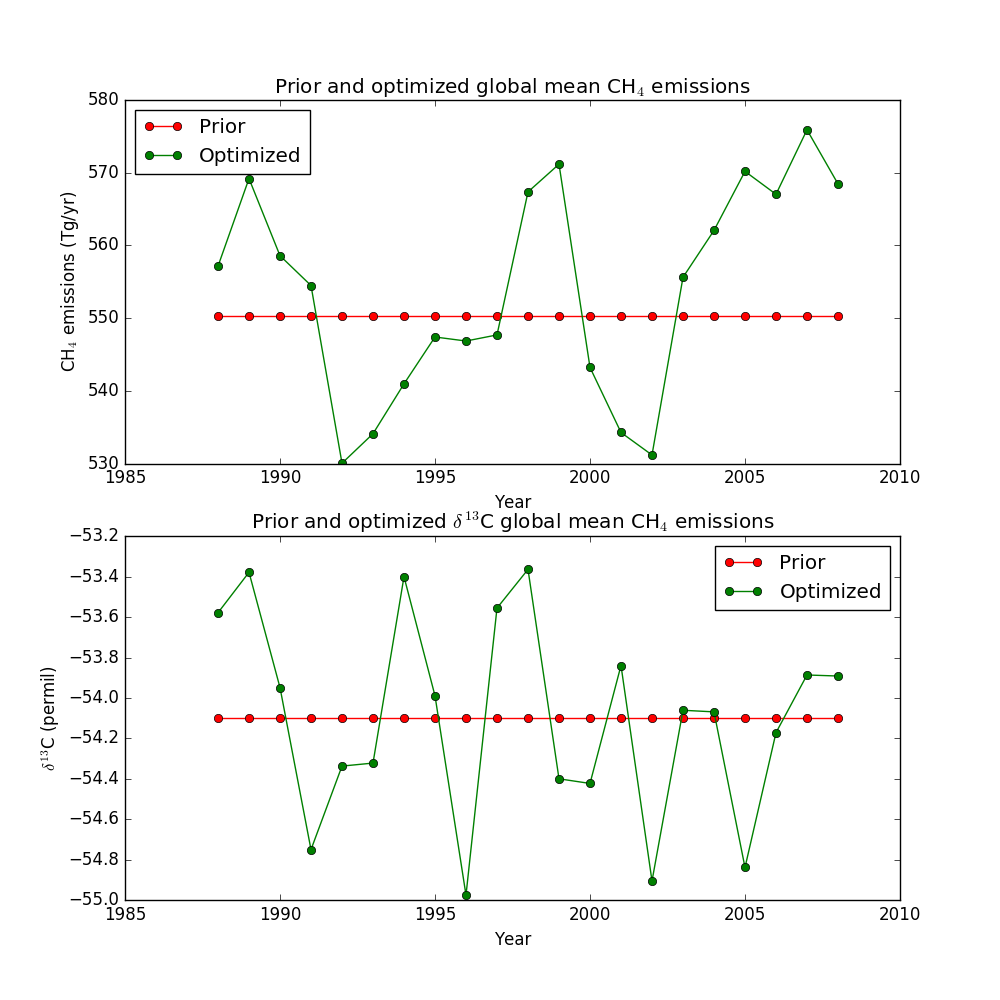 Prior and optimized global mean CH₄ emissions
Prior
Optimized
CH₄ emissions (Tg/yr)
580
570
560
550
540
530
1985
1990
1995
2000
2005
2010
Year
Prior and optimized δ¹³C global mean CH₄ emissions
Prior
Optimized
δ¹³C (permil)
−53.2
−53.4
−53.6
−53.8
−54.0
−54.2
−54.4
−54.6
−54.8
−55.0
1985
1990
1995
2000
2005
2010
Year